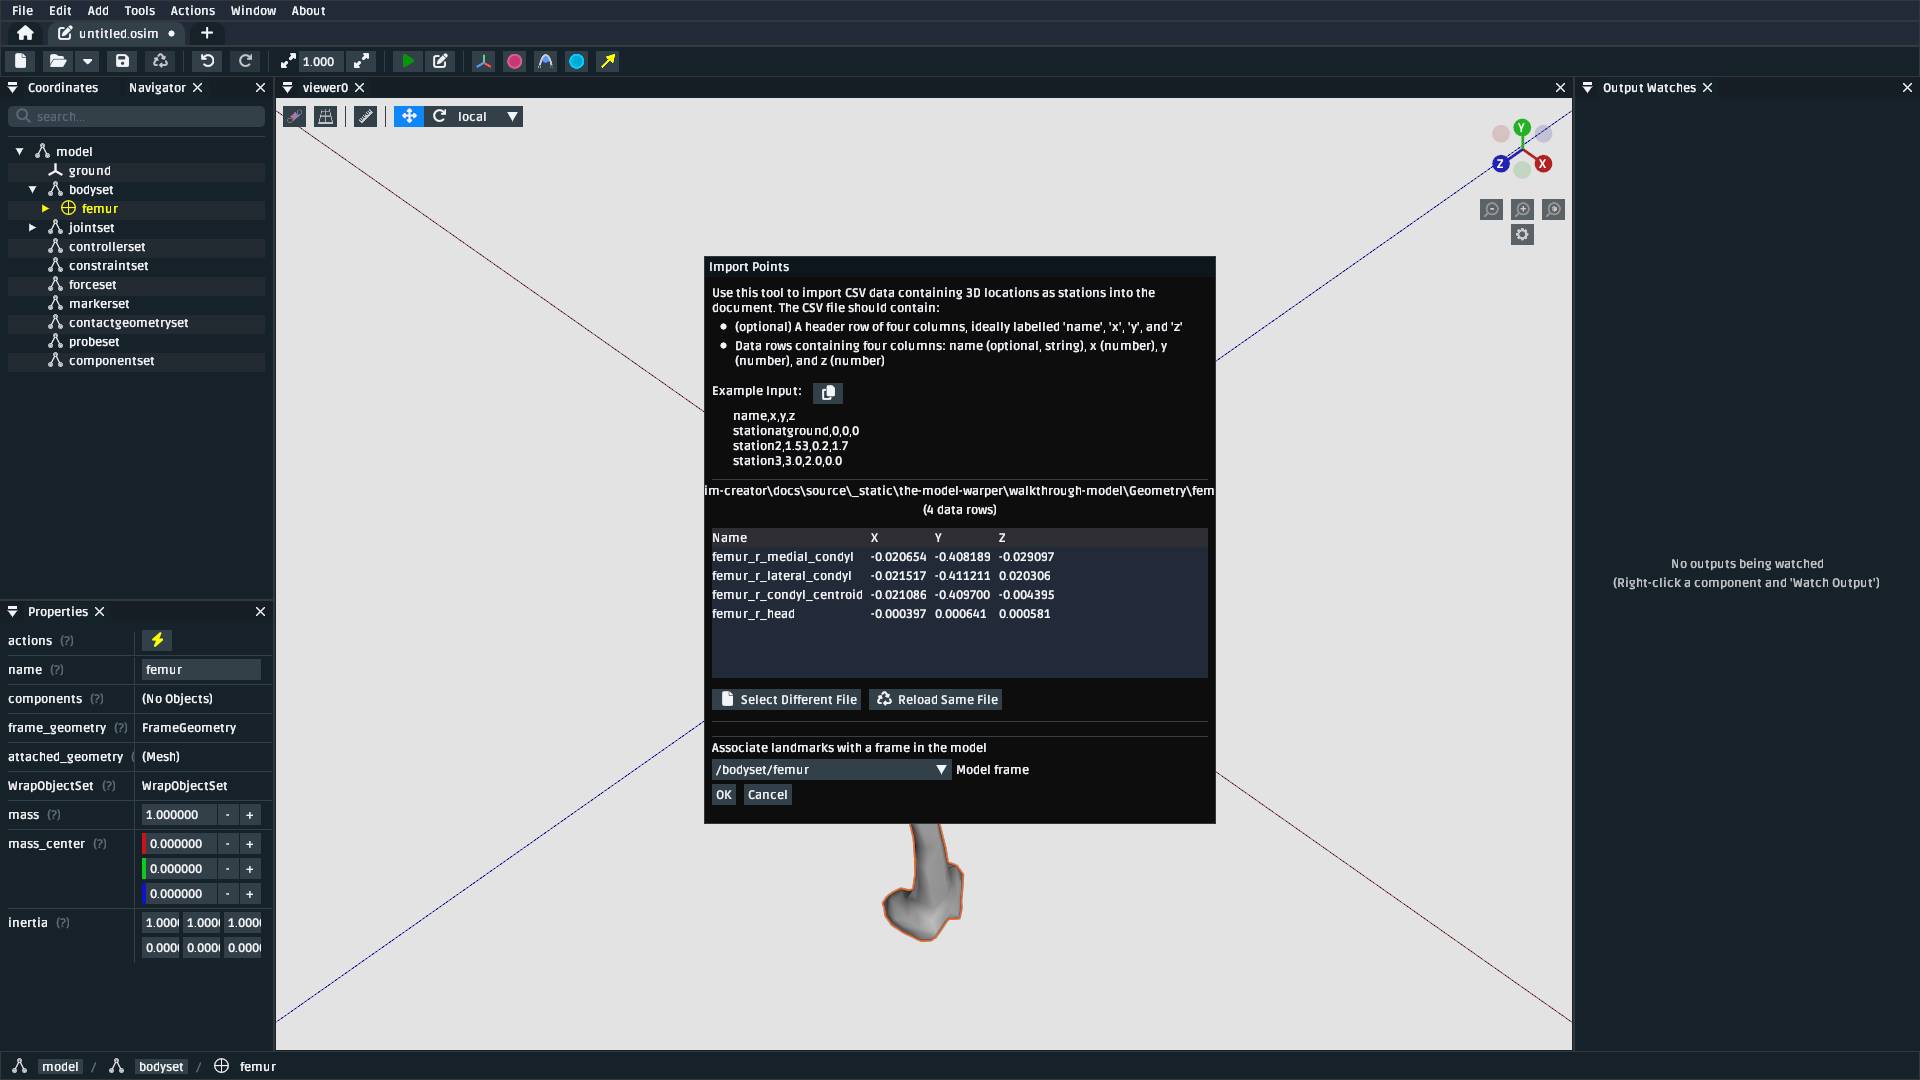 File Edit Add Tools Actions Window About
untitled.osim
1.000
Coordinates Navigator
search...
model
ground
bodyset
femur
jointset
controllerset
constraintset
forceset
markerset
contactgeometryset
probeset
componentset
Properties
actions (?)
name (?) femur
components (?) (No Objects)
frame_geometry (?) FrameGeometry
attached_geometry ( (Mesh)
WrapObjectSet (?) WrapObjectSet
mass (?) 1.000000 - +
mass_center (?) 0.000000 - +
0.000000 - +
0.000000 - +
inertia (?) 1.000( 1.000( 1.000(
0.000( 0.000( 0.000(
viewer0
local
Y
Z X
Import Points
Use this tool to import CSV data containing 3D locations as stations into the
document. The CSV file should contain:
(optional) A header row of four columns, ideally labelled 'name', 'x', 'y', and 'z'
Data rows containing four columns: name (optional, string), x (number), y
(number), and z (number)
Example Input:
name,x,y,z
stationatground,0,0,0
station2,1.53,0.2,1.7
station3,3.0,2.0,0.0
im-creator\docs\source\_static\the-model-warper\walkthrough-model\Geometry\fem
(4 data rows)
Name X Y Z
femur_r_medial_condyl -0.020654 -0.408189 -0.029097
femur_r_lateral_condyl -0.021517 -0.411211 0.020306
femur_r_condyl_centroid -0.021086 -0.409700 -0.004395
femur_r_head -0.000397 0.000641 0.000581
Select Different File Reload Same File
Associate landmarks with a frame in the model
/bodyset/femur Model frame
OK Cancel
Output Watches
No outputs being watched
(Right-click a component and 'Watch Output')
model / bodyset / femur